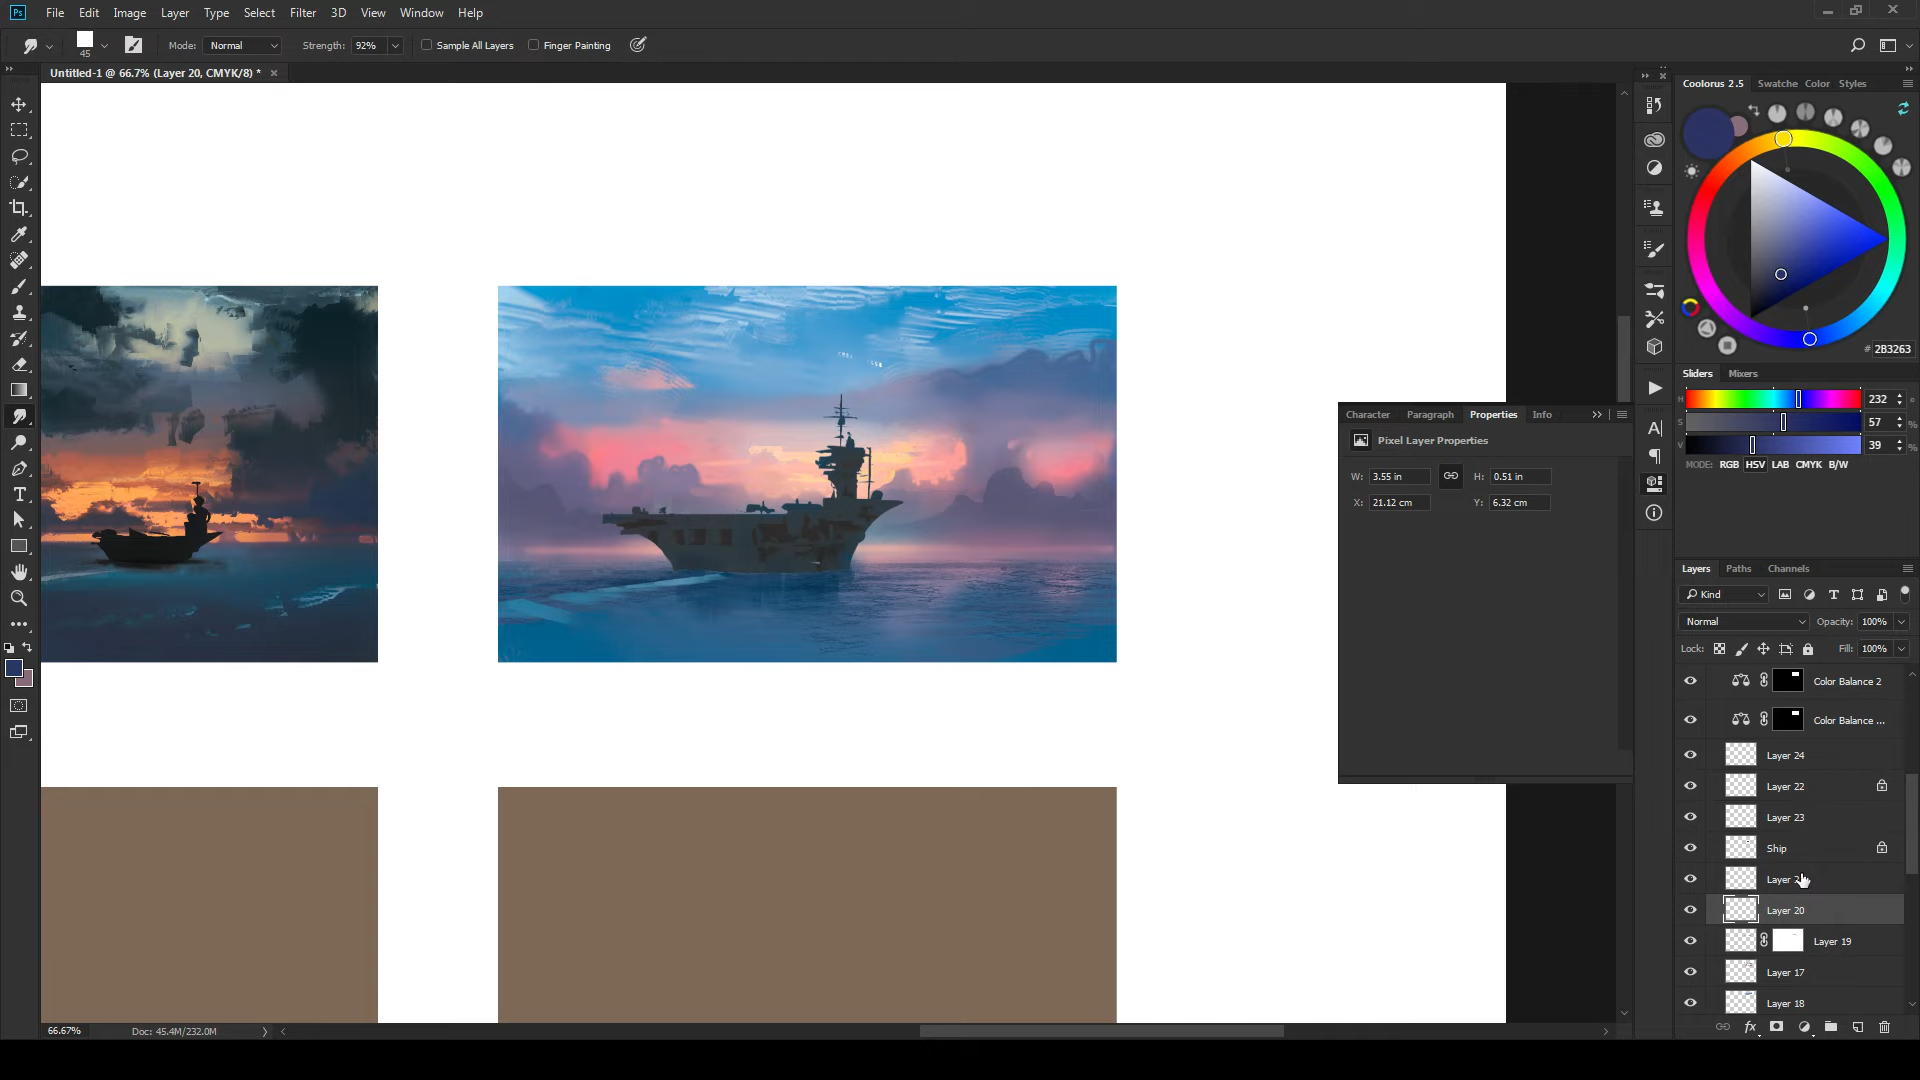 Ps File Edit Image Layer Type Select Filter 3D View Window Help
45 Mode: Normal Strength: 92% Sample All Layers Finger Painting
Untitled-1 @ 66.7% (Layer 20, CMYK/8) *
Coolorus 2.5 Swatche Color Styles
# 2B3263
Sliders Mixers
H 232 °
S 57 %
V 39 %
MODE: RGB HSV LAB CMYK B/W
Character Paragraph Properties Info
Pixel Layer Properties
W: 3.55 in H: 0.51 in
X: 21.12 cm Y: 6.32 cm
Layers Paths Channels
Kind
Normal Opacity: 100%
Lock: Fill: 100%
Color Balance 2
Color Balance ...
Layer 24
Layer 22
Layer 23
Ship
Layer
Layer 20
Layer 19
Layer 17
Layer 18
66.67% Doc: 45.4M/232.0M